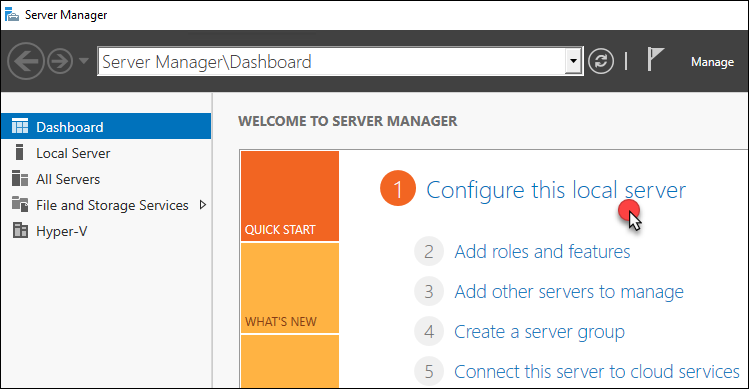 Server Manager
Server Manager\Dashboard
Manage
Dashboard
Local Server
All Servers
File and Storage Services
Hyper-V
WELCOME TO SERVER MANAGER
QUICK START
WHAT'S NEW
1 Configure this local server
2 Add roles and features
3 Add other servers to manage
4 Create a server group
5 Connect this server to cloud services